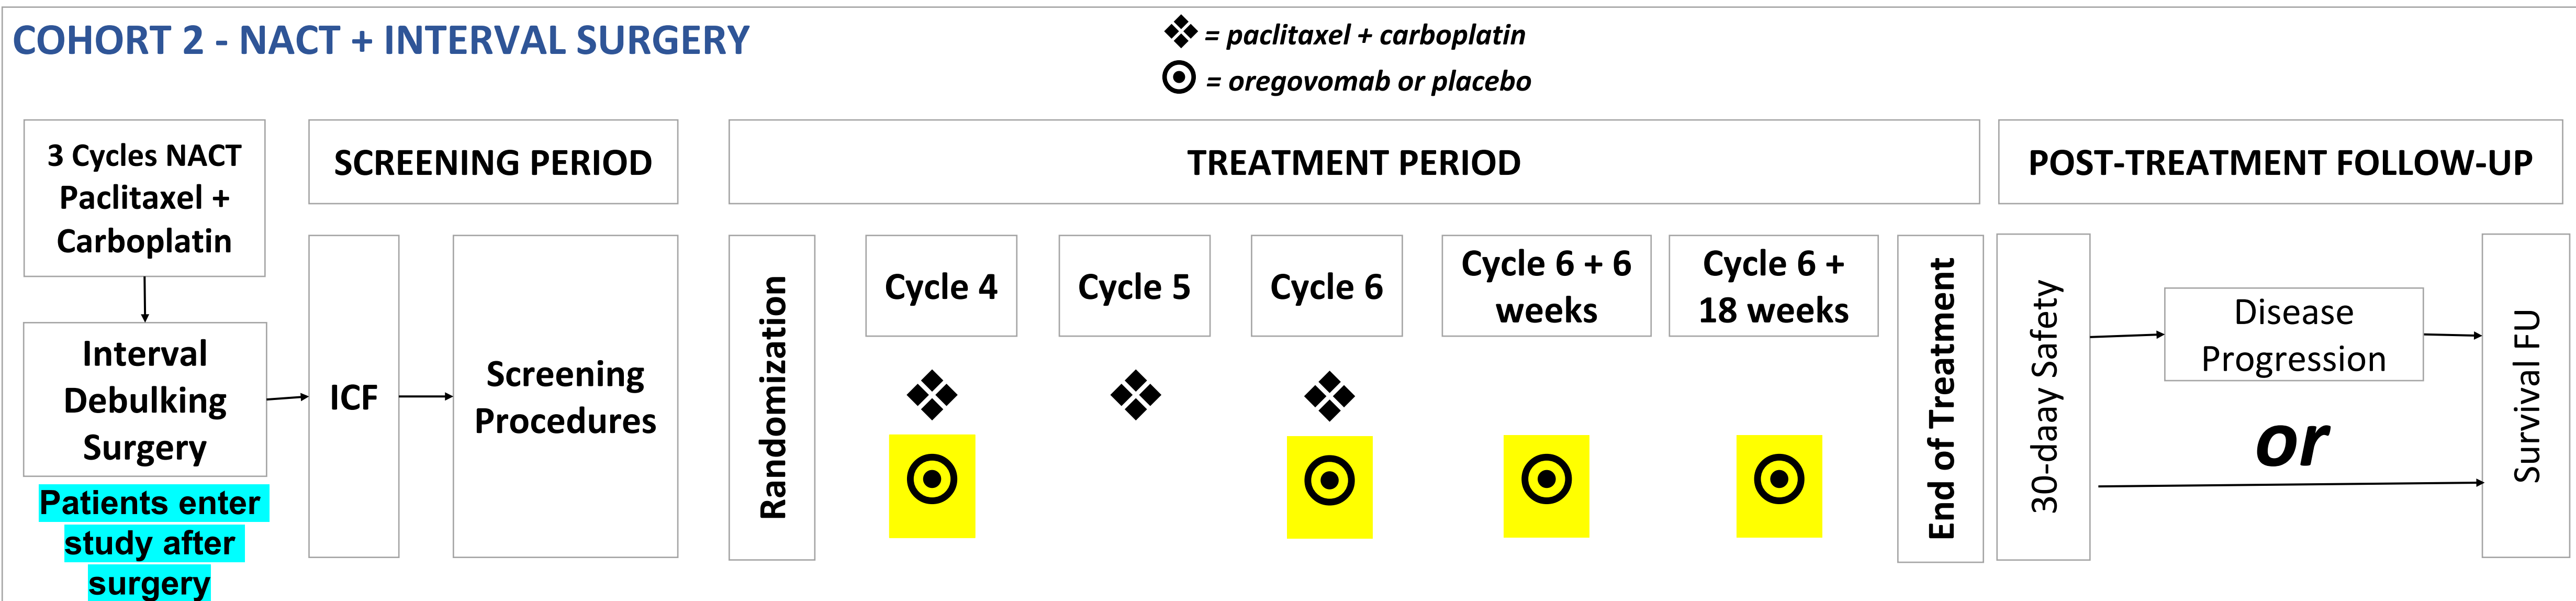 COHORT 2 - NACT + INTERVAL SURGERY
❖ = paclitaxel + carboplatin
= oregovomab or placebo
3 Cycles NACT
Paclitaxel +
Carboplatin
SCREENING PERIOD
TREATMENT PERIOD
POST-TREATMENT FOLLOW-UP
Interval
Debulking
Surgery
Patients enter
study after
surgery
ICF
Screening
Procedures
Randomization
Cycle 4
Cycle 5
Cycle 6
Cycle 6 + 6
weeks
Cycle 6 +
18 weeks
End of Treatment
30-daay Safety
Disease
Progression
or
Survival FU